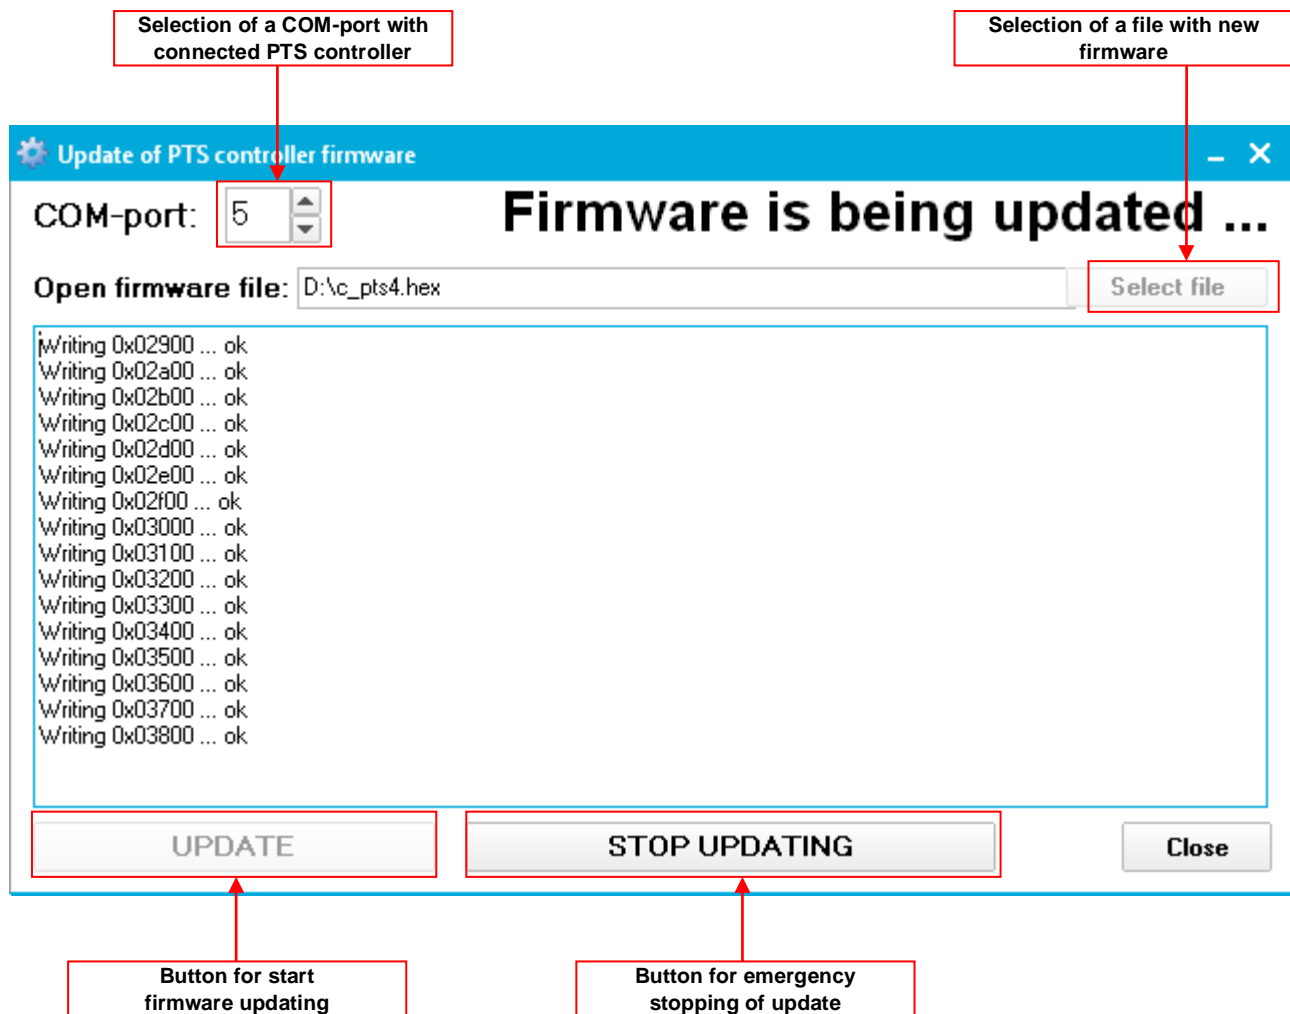 Selection of a COM-port with
connected PTS controller
Selection of a file with new
firmware
Update of PTS controller firmware
COM-port: 5
Firmware is being updated ...
Open firmware file: D:\c_pts4.hex
Select file
Writing 0x02900 ... ok
Writing 0x02a00 ... ok
Writing 0x02b00 ... ok
Writing 0x02c00 ... ok
Writing 0x02d00 ... ok
Writing 0x02e00 ... ok
Writing 0x02f00 ... ok
Writing 0x03000 ... ok
Writing 0x03100 ... ok
Writing 0x03200 ... ok
Writing 0x03300 ... ok
Writing 0x03400 ... ok
Writing 0x03500 ... ok
Writing 0x03600 ... ok
Writing 0x03700 ... ok
Writing 0x03800 ... ok
UPDATE
STOP UPDATING
Close
Button for start
firmware updating
Button for emergency
stopping of update